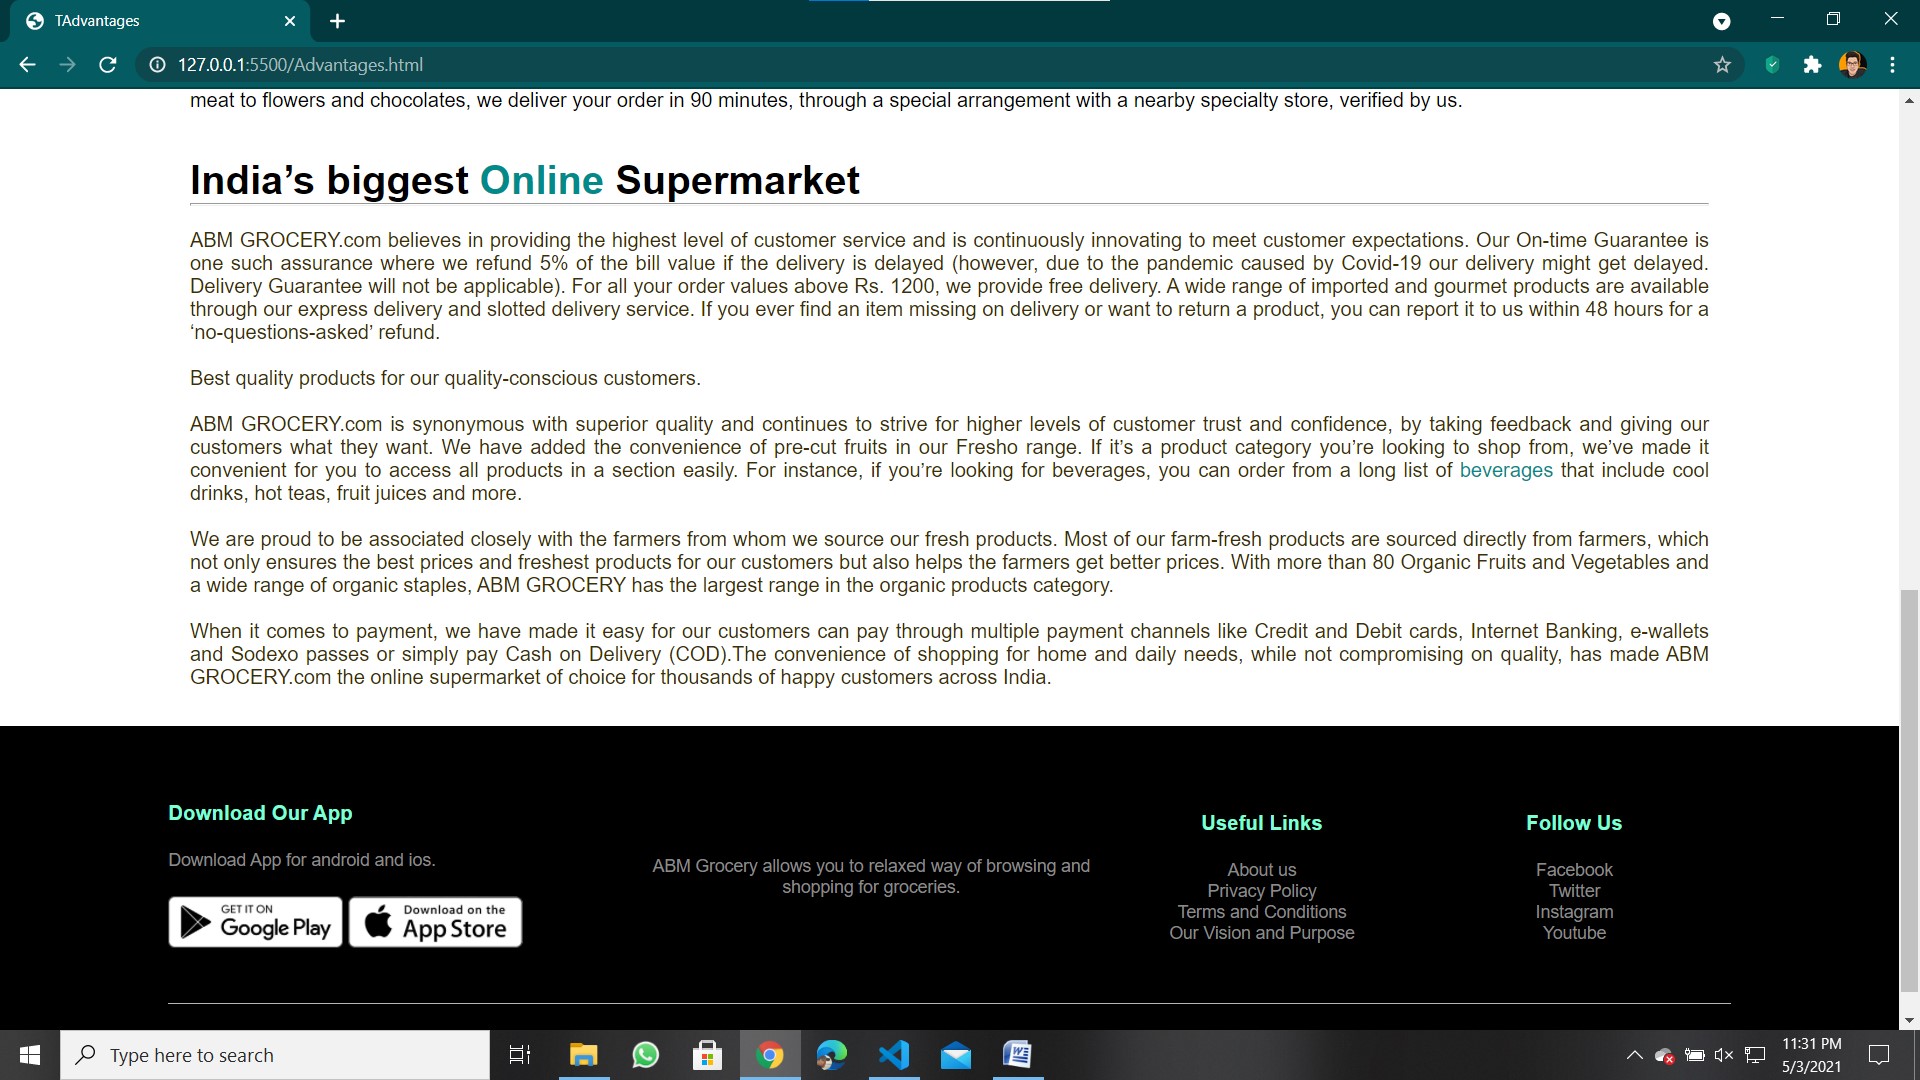 TAdvantages
127.0.0.1:5500/Advantages.html
meat to flowers and chocolates, we deliver your order in 90 minutes, through a special arrangement with a nearby specialty store, verified by us.
India’s biggest Online Supermarket
ABM GROCERY.com believes in providing the highest level of customer service and is continuously innovating to meet customer expectations. Our On-time Guarantee is
one such assurance where we refund 5% of the bill value if the delivery is delayed (however, due to the pandemic caused by Covid-19 our delivery might get delayed.
Delivery Guarantee will not be applicable). For all your order values above Rs. 1200, we provide free delivery. A wide range of imported and gourmet products are available
through our express delivery and slotted delivery service. If you ever find an item missing on delivery or want to return a product, you can report it to us within 48 hours for a
‘no-questions-asked’ refund.
Best quality products for our quality-conscious customers.
ABM GROCERY.com is synonymous with superior quality and continues to strive for higher levels of customer trust and confidence, by taking feedback and giving our
customers what they want. We have added the convenience of pre-cut fruits in our Fresho range. If it’s a product category you’re looking to shop from, we’ve made it
convenient for you to access all products in a section easily. For instance, if you’re looking for beverages, you can order from a long list of beverages that include cool
drinks, hot teas, fruit juices and more.
We are proud to be associated closely with the farmers from whom we source our fresh products. Most of our farm-fresh products are sourced directly from farmers, which
not only ensures the best prices and freshest products for our customers but also helps the farmers get better prices. With more than 80 Organic Fruits and Vegetables and
a wide range of organic staples, ABM GROCERY has the largest range in the organic products category.
When it comes to payment, we have made it easy for our customers can pay through multiple payment channels like Credit and Debit cards, Internet Banking, e-wallets
and Sodexo passes or simply pay Cash on Delivery (COD).The convenience of shopping for home and daily needs, while not compromising on quality, has made ABM
GROCERY.com the online supermarket of choice for thousands of happy customers across India.
Download Our App
Download App for android and ios.
GET IT ON
Google Play
Download on the
App Store
ABM Grocery allows you to relaxed way of browsing and
shopping for groceries.
Useful Links
About us
Privacy Policy
Terms and Conditions
Our Vision and Purpose
Follow Us
Facebook
Twitter
Instagram
Youtube
Type here to search
11:31 PM
5/3/2021